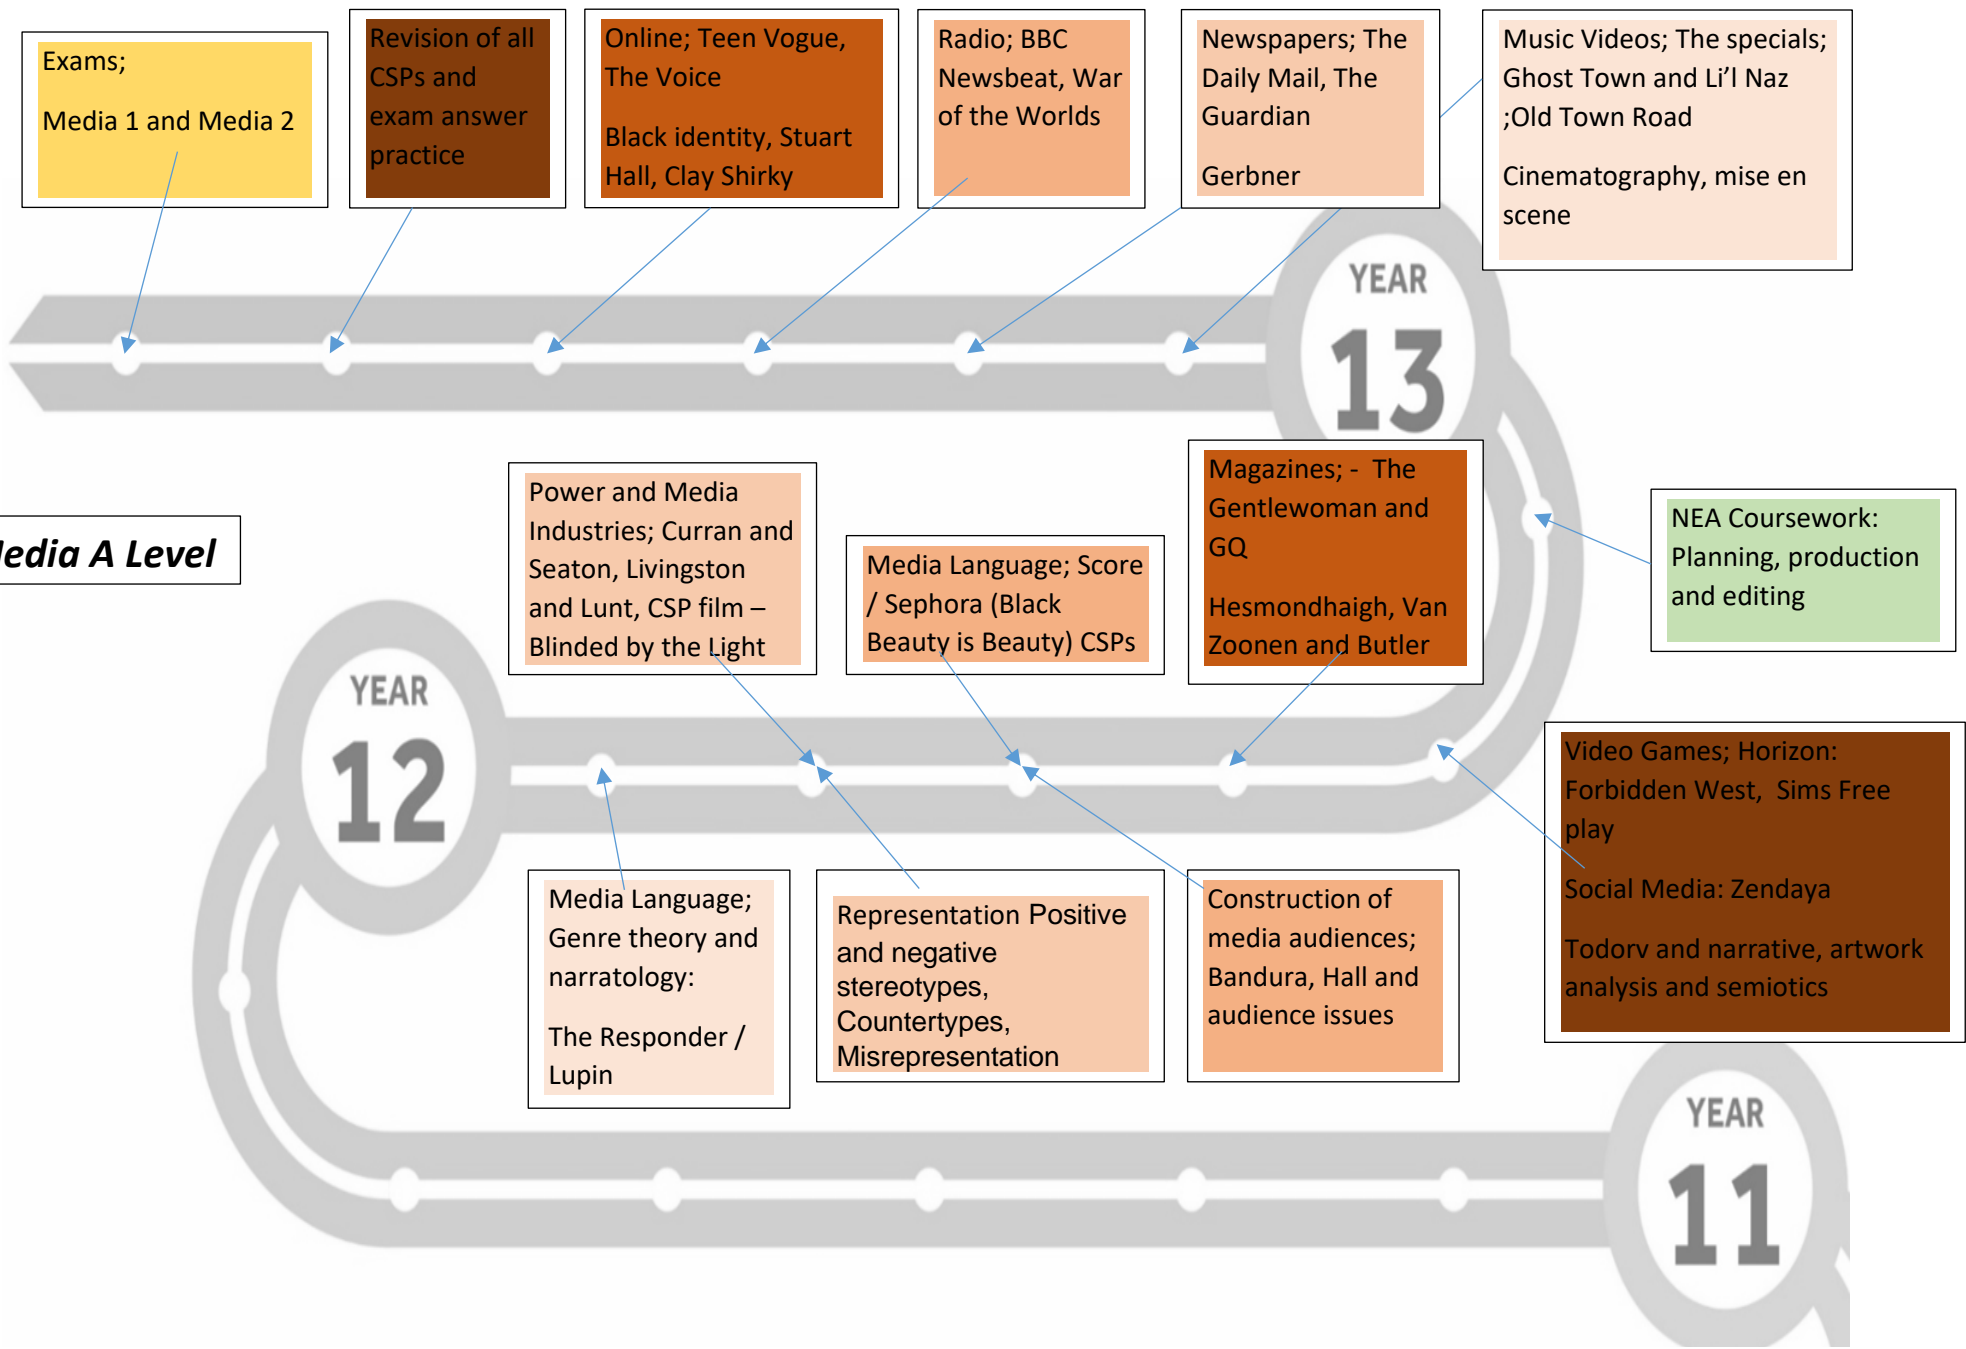 Exams;
Media 1 and Media 2
Revision of all
CSPs and
exam answer
practice
Online; Teen Vogue,
The Voice
Black identity, Stuart
Hall, Clay Shirky
Radio; BBC
Newsbeat, War
of the Worlds
Newspapers; The
Daily Mail, The
Guardian
Gerbner
Music Videos; The specials;
Ghost Town and Li’l Naz
;Old Town Road
Cinematography, mise en
scene
YEAR
13
Media A Level
Power and Media
Industries; Curran and
Seaton, Livingston
and Lunt, CSP film –
Blinded by the Light
Media Language; Score
/ Sephora (Black
Beauty is Beauty) CSPs
Magazines; - The
Gentlewoman and
GQ
Hesmondhaigh, Van
Zoonen and Butler
NEA Coursework:
Planning, production
and editing
YEAR
12
Media Language;
Genre theory and
narratology:
The Responder /
Lupin
Representation Positive
and negative
stereotypes,
Countertypes,
Misrepresentation
Construction of
media audiences;
Bandura, Hall and
audience issues
Video Games; Horizon:
Forbidden West, Sims Free
play
Social Media: Zendaya
Todorv and narrative, artwork
analysis and semiotics
YEAR
11